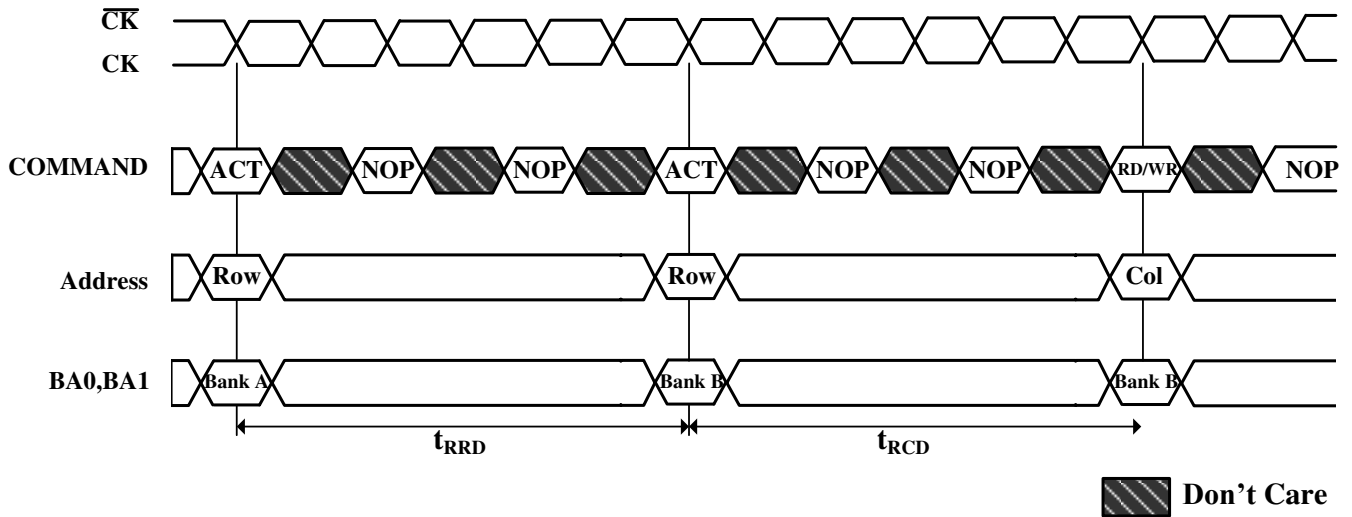 CK
CK
COMMAND ACT NOP NOP ACT NOP NOP RD/WR NOP
Address Row Row Col
BA0,BA1 Bank A Bank B Bank B
tRRD tRCD
Don't Care